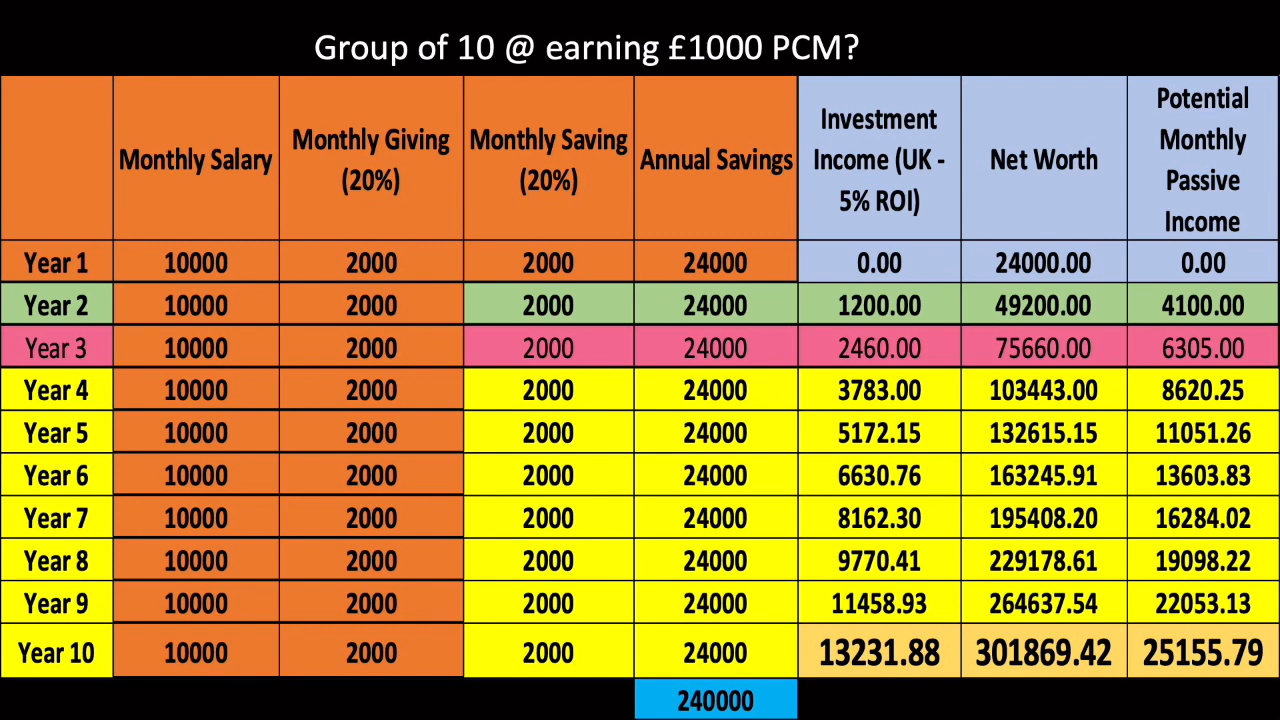 Group of 10 @ earning £1000 PCM?
Monthly Salary Monthly Giving (20%) Monthly Saving (20%) Annual Savings Investment Income (UK - 5% ROI) Net Worth Potential Monthly Passive Income
Year 1 10000 2000 2000 24000 0.00 24000.00 0.00
Year 2 10000 2000 2000 24000 1200.00 49200.00 4100.00
Year 3 10000 2000 2000 24000 2460.00 75660.00 6305.00
Year 4 10000 2000 2000 24000 3783.00 103443.00 8620.25
Year 5 10000 2000 2000 24000 5172.15 132615.15 11051.26
Year 6 10000 2000 2000 24000 6630.76 163245.91 13603.83
Year 7 10000 2000 2000 24000 8162.30 195408.20 16284.02
Year 8 10000 2000 2000 24000 9770.41 229178.61 19098.22
Year 9 10000 2000 2000 24000 11458.93 264637.54 22053.13
Year 10 10000 2000 2000 24000 13231.88 301869.42 25155.79
240000